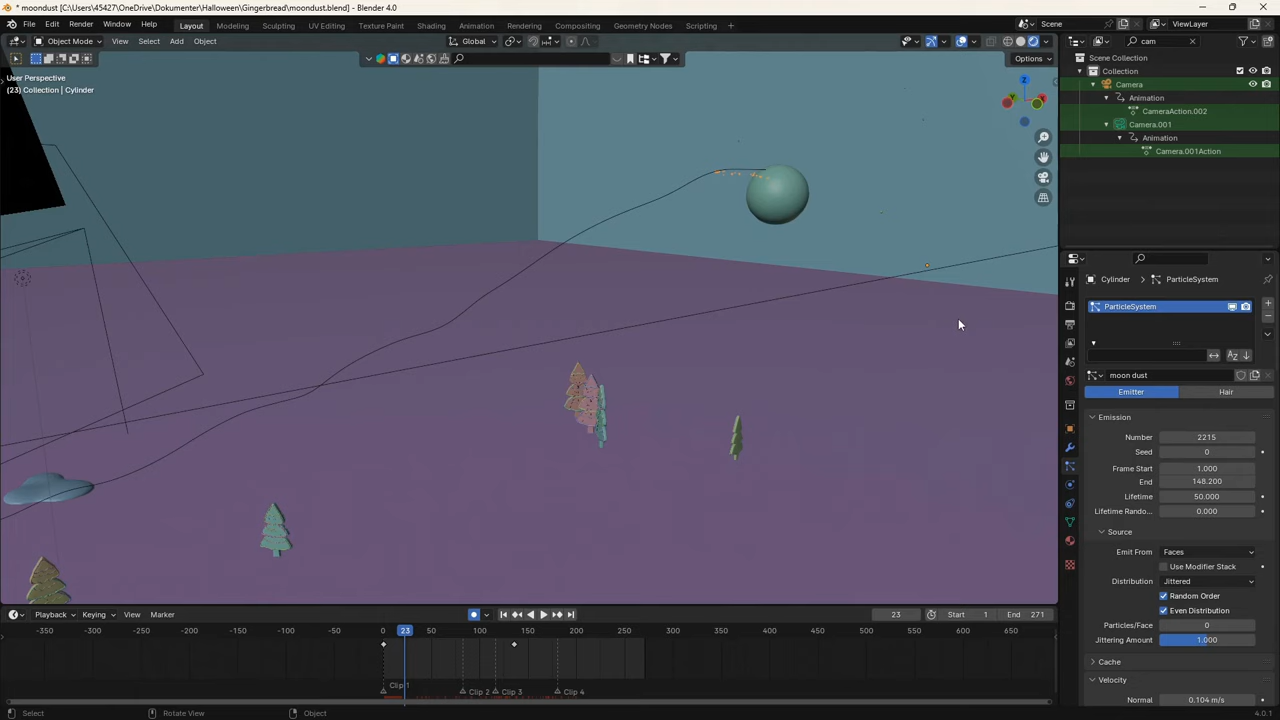 * moondust [C:\Users\45427\OneDrive\Dokumenter\Halloween\Gingerbread\moondust.blend] - Blender 4.0
File Edit Render Window Help Layout Modeling Sculpting UV Editing Texture Paint Shading Animation Rendering Compositing Geometry Nodes Scripting + Scene ViewLayer
Object Mode View Select Add Object Global cam
Options
User Perspective
(23) Collection | Cylinder
Z
Y
X
Scene Collection
Collection
Camera
Animation
CameraAction.002
Camera.001
Animation
Camera.001Action
Cylinder > ParticleSystem
ParticleSystem
moon dust
Emitter Hair
Emission
Number 2215
Seed 0
Frame Start 1.000
End 148.200
Lifetime 50.000
Lifetime Rando... 0.000
Source
Emit From Faces
Use Modifier Stack
Distribution Jittered
Random Order
Even Distribution
Particles/Face 0
Jittering Amount 1.000
Cache
Velocity
Normal 0.104 m/s
Playback Keying View Marker 23 Start 1 End 271
-350 -300 -250 -200 -150 -100 -50 0 23 50 100 150 200 250 300 350 400 450 500 550 600 650
Clip 1 Clip 2 Clip 3 Clip 4
Select Rotate View Object 4.0.1